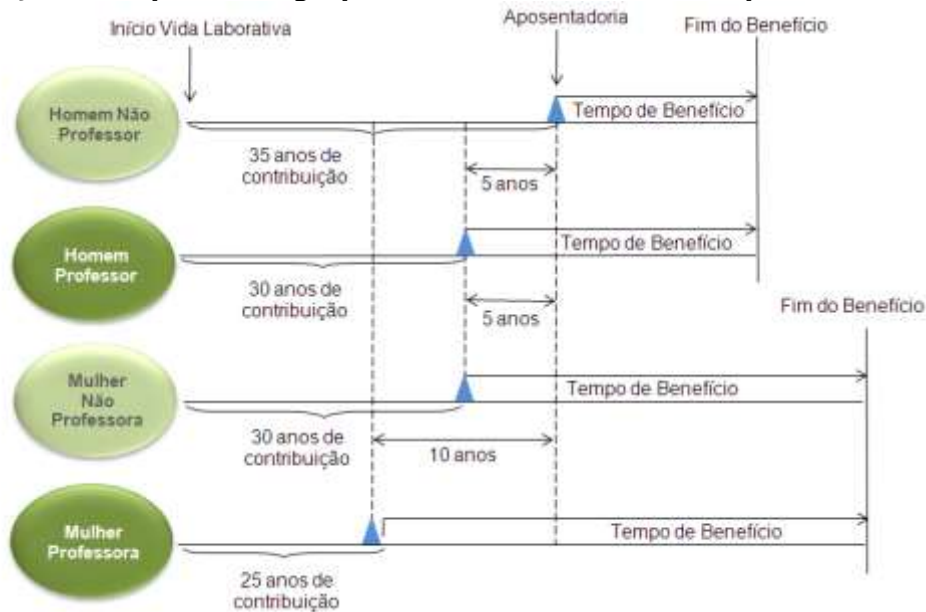 Início Vida Laborativa
Aposentadoria
Fim do Benefício
Homem Não
Professor
Tempo de Benefício
35 anos de
contribuição
5 anos
Homem
Professor
Tempo de Benefício
30 anos de
contribuição
5 anos
Fim do Benefício
Mulher
Não
Professora
Tempo de Benefício
30 anos de
contribuição
10 anos
Mulher
Professora
Tempo de Benefício
25 anos de
contribuição